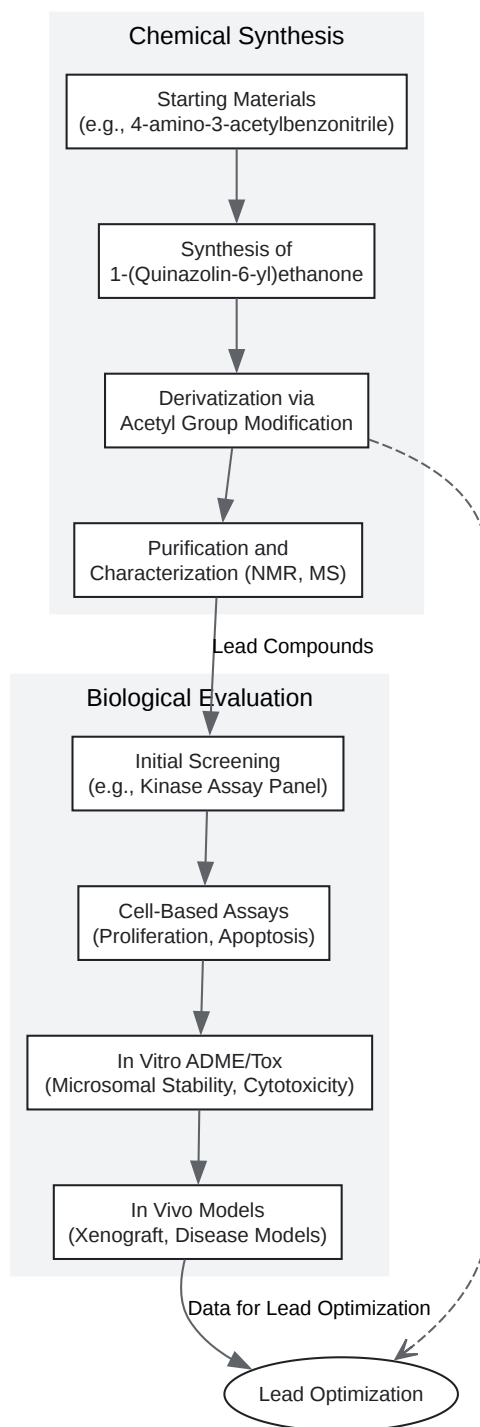 Chemical Synthesis
Starting Materials
(e.g., 4-amino-3-acetylbenzonitrile)
Synthesis of
1-(Quinazolin-6-yl)ethanone
Derivatization via
Acetyl Group Modification
Purification and
Characterization (NMR, MS)
Lead Compounds
Biological Evaluation
Initial Screening
(e.g., Kinase Assay Panel)
Cell-Based Assays
(Proliferation, Apoptosis)
In Vitro ADME/Tox
(Microsomal Stability, Cytotoxicity)
In Vivo Models
(Xenograft, Disease Models)
Data for Lead Optimization
Lead Optimization